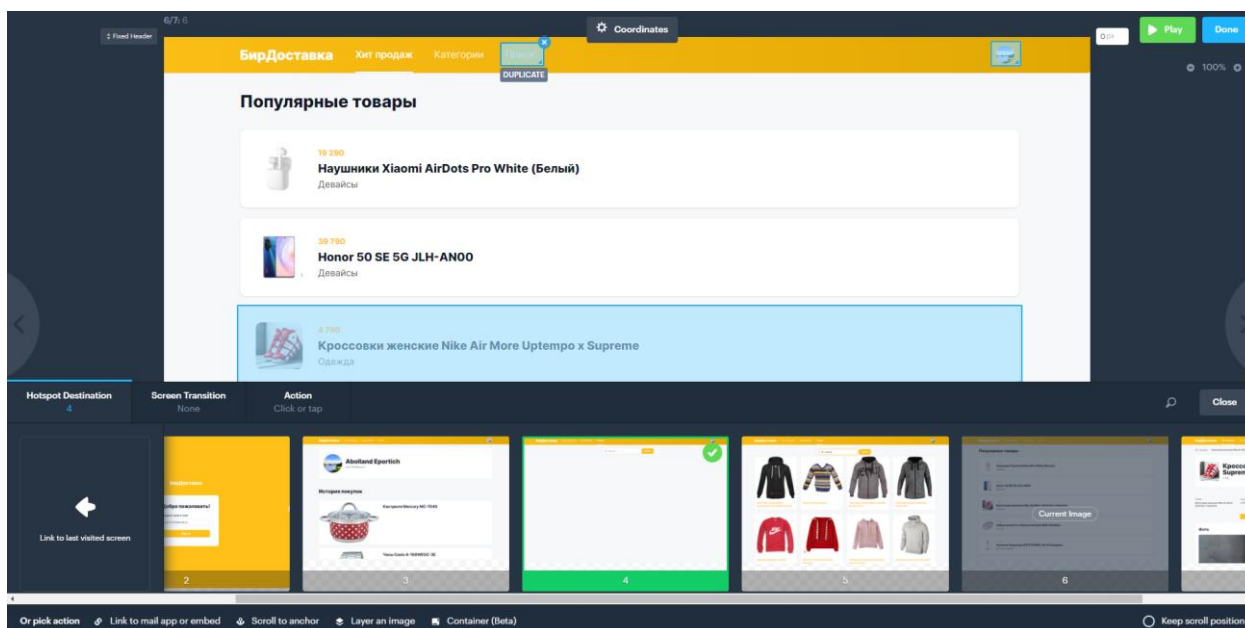 6/7: 6
Fixed Header
Coordinates
0 px
Play
Done
100%
БирДоставка Хит продаж Категории Поиск
DUPLICATE
Популярные товары
19 290
Наушники Xiaomi AirDots Pro White (Белый)
Девайсы
39 790
Honor 50 SE 5G JLH-AN00
Девайсы
4 790
Кроссовки женские Nike Air More Uptempo x Supreme
Одежда
Hotspot Destination Screen Transition Action
4 None Click or tap
Close
Link to last visited screen
2
Aboiland Eportich
История покупок
3
4
5
Популярные товары
Current Image
6
Or pick action Link to mail app or embed Scroll to anchor Layer an image Container (Beta)
Keep scroll position